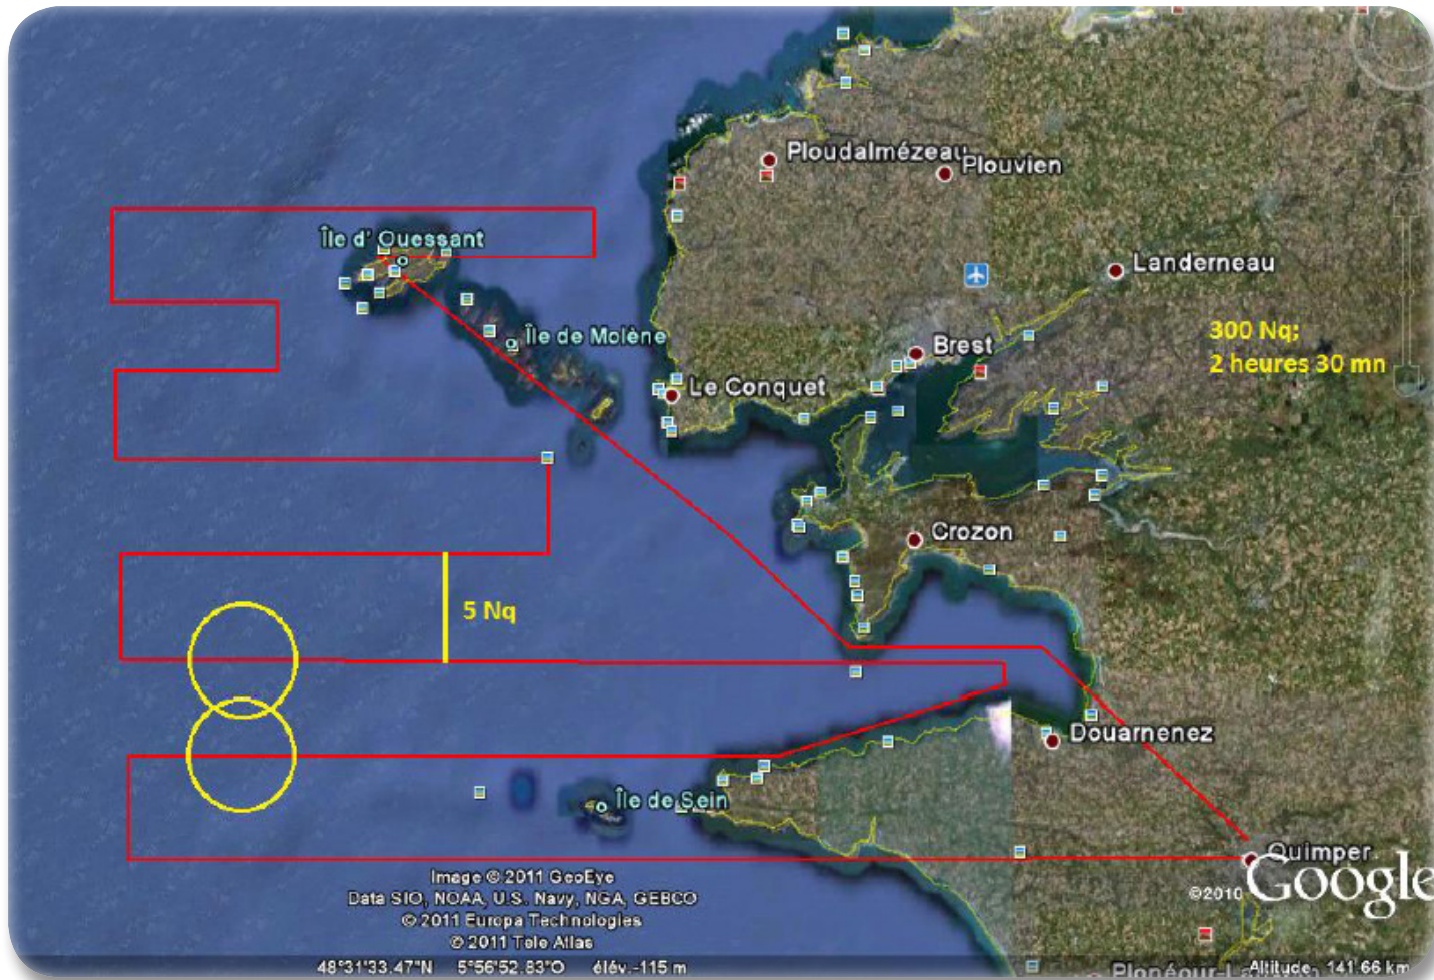 Ploudalmézeau
Plouvien
Île d' Ouessant
Landerneau
300 Nq;
2 heures 30 mn
Île de Molène
Brest
Le Conquet
Crozon
5 Nq
Douarnenez
Île de Sein
Quimper
©2010 Google
Image © 2011 GeoEye
Data SIO, NOAA, U.S. Navy, NGA, GEBCO
© 2011 Europa Technologies
© 2011 Tele Atlas
48°31'33.47"N 5°56'52.83"O élév.-115 m
Altitude 141.66 km